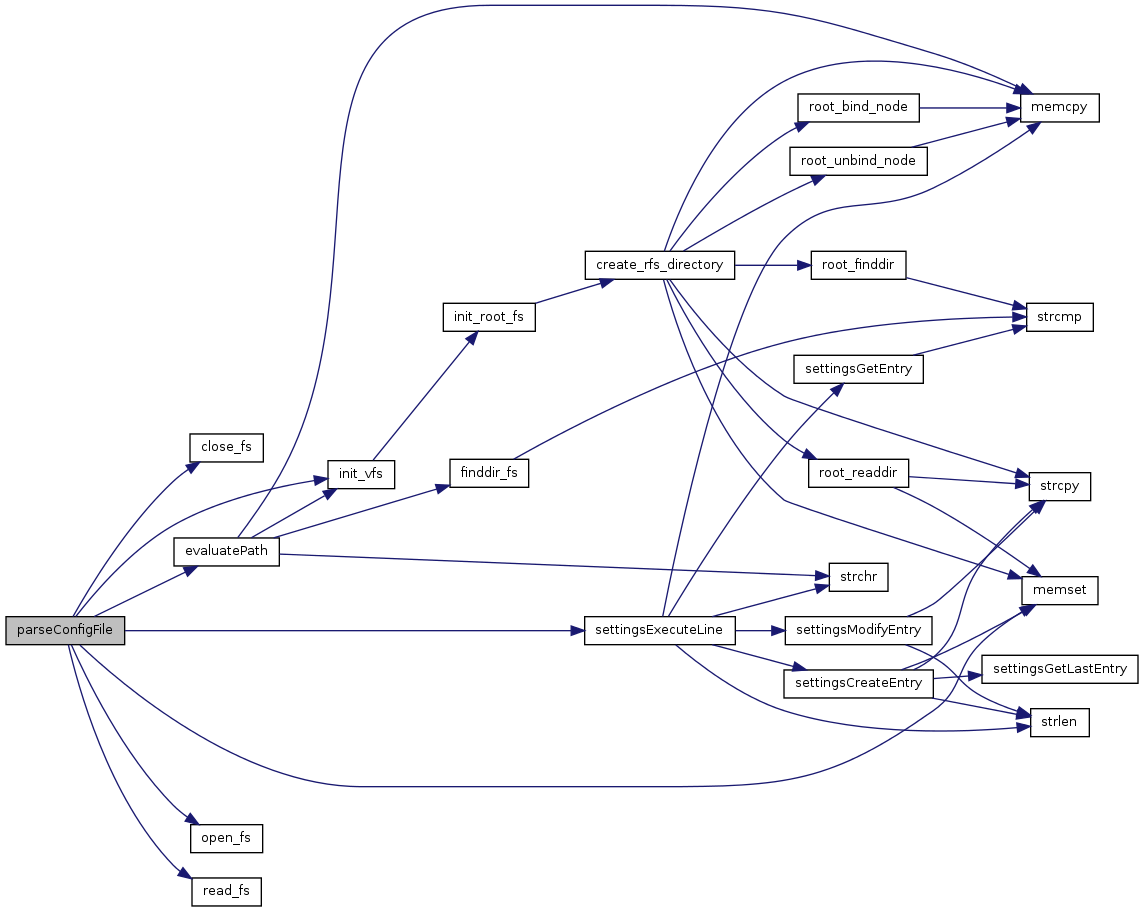 memcpy
root_bind_node
root_unbind_node
create_rfs_directory
root_finddir
init_root_fs
strcmp
settingsGetEntry
close_fs
init_vfs
finddir_fs
root_readdir
strcpy
evaluatePath
strchr
memset
parseConfigFile
settingsExecuteLine
settingsModifyEntry
settingsGetLastEntry
settingsCreateEntry
strlen
open_fs
read_fs